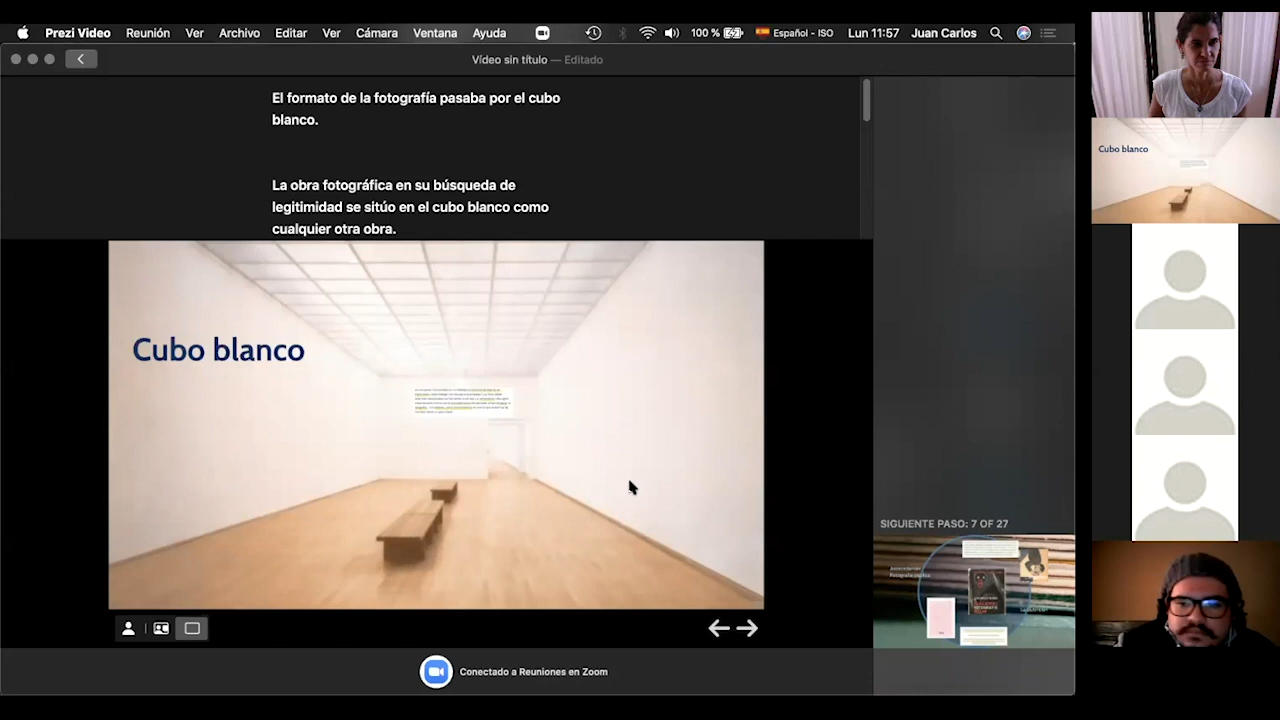 Prezi Video Reunión Ver Archivo Editar Ver Cámara Ventana Ayuda 100 % Español - ISO Lun 11:57 Juan Carlos
Vídeo sin título — Editado
El formato de la fotografía pasaba por el cubo
blanco.
La obra fotográfica en su búsqueda de
legitimidad se sitúo en el cubo blanco como
cualquier otra obra.
Cubo blanco
SIGUIENTE PASO: 7 OF 27
Conectado a Reuniones en Zoom
Cubo blanco